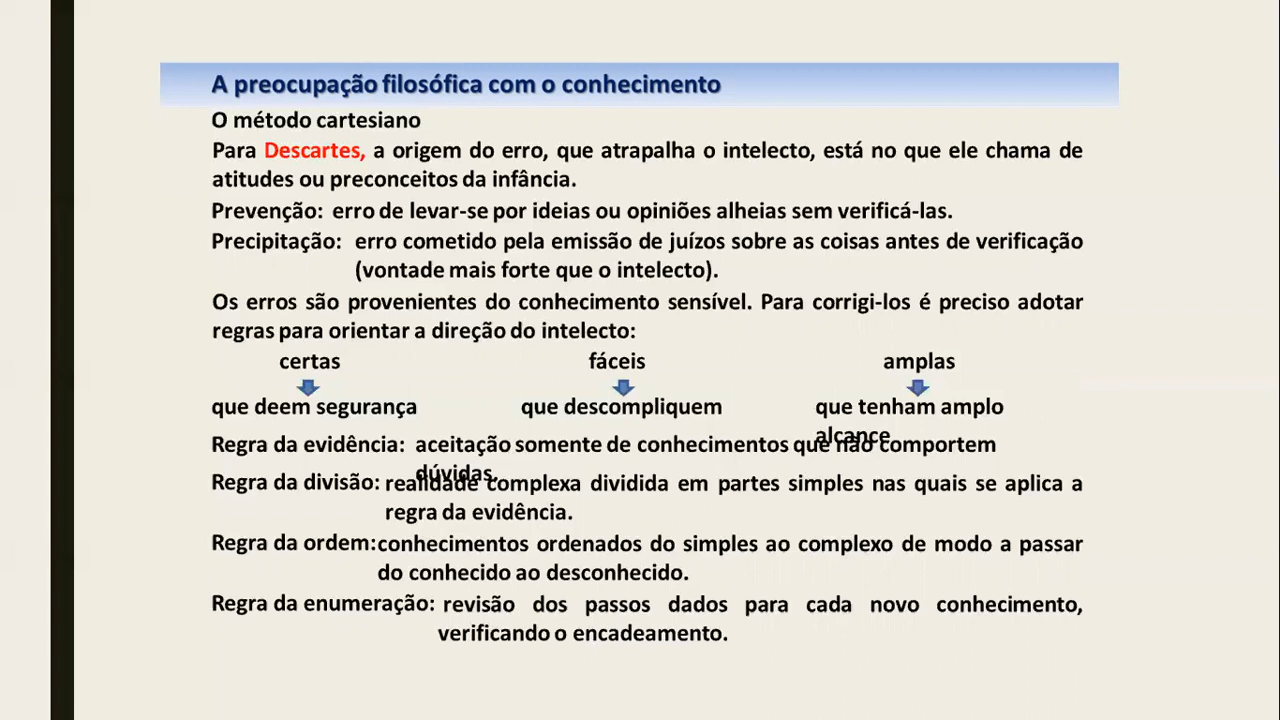 A preocupação filosófica com o conhecimento
O método cartesiano
Para Descartes, a origem do erro, que atrapalha o intelecto, está no que ele chama de
atitudes ou preconceitos da infância.
Prevenção: erro de levar-se por ideias ou opiniões alheias sem verificá-las.
Precipitação: erro cometido pela emissão de juízos sobre as coisas antes de verificação
(vontade mais forte que o intelecto).
Os erros são provenientes do conhecimento sensível. Para corrigi-los é preciso adotar
regras para orientar a direção do intelecto:
certas fáceis amplas
que deem segurança que descompliquem que tenham amplo
alcance
Regra da evidência: aceitação somente de conhecimentos que não comportem
dúvidas.
Regra da divisão: realidade complexa dividida em partes simples nas quais se aplica a
regra da evidência.
Regra da ordem: conhecimentos ordenados do simples ao complexo de modo a passar
do conhecido ao desconhecido.
Regra da enumeração: revisão dos passos dados para cada novo conhecimento,
verificando o encadeamento.